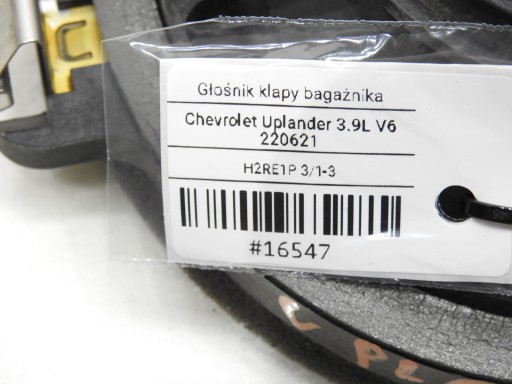 Głośnik klapy bagażnika
Chevrolet Uplander 3.9L V6
220621
H2RE1P 3/1-3
#16547